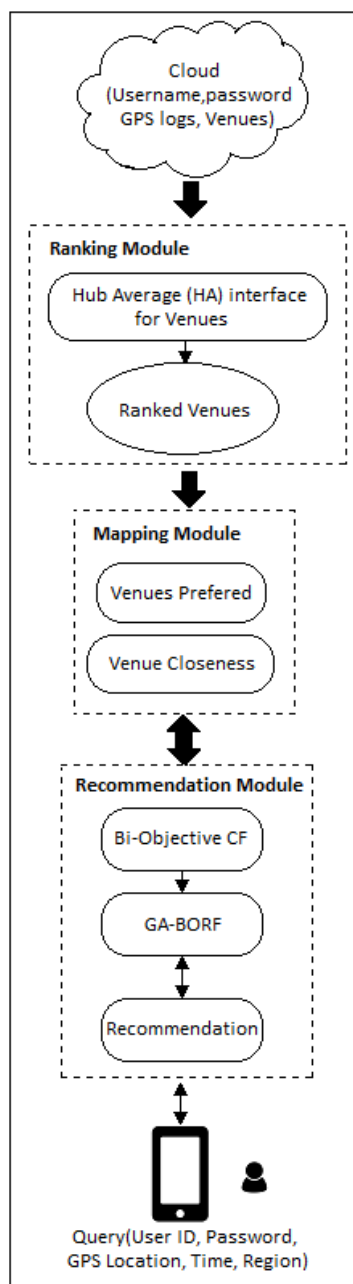 Cloud
(Username,password
GPS logs, Venues)
Ranking Module
Hub Average (HA) interface
for Venues
Ranked Venues
Mapping Module
Venues Prefered
Venue Closeness
Recommendation Module
Bi-Objective CF
GA-BORF
Recommendation
Query(User ID, Password,
GPS Location, Time, Region)